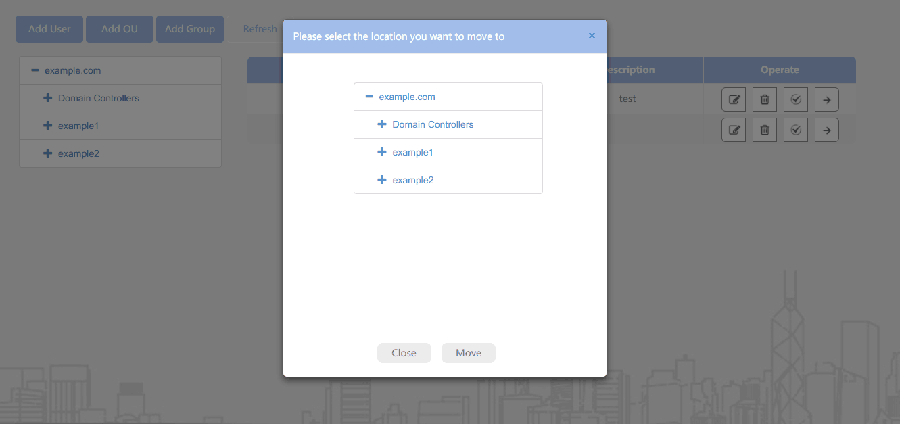 Add User Add OU Add Group Refresh
Please select the location you want to move to ×
example.com
Domain Controllers
example1
example2
escription Operate
test
example.com
Domain Controllers
example1
example2
Close Move